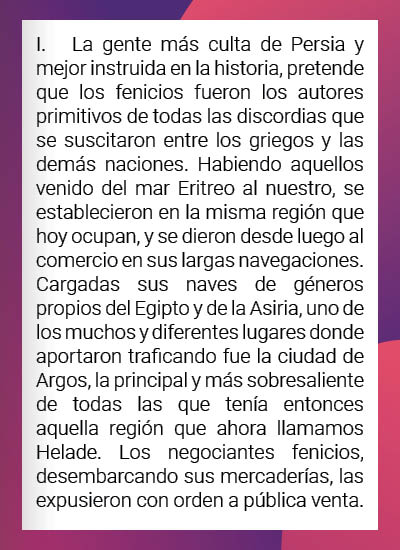 I. La gente más culta de Persia y
mejor instruida en la historia, pretende
que los fenicios fueron los autores
primitivos de todas las discordias que
se suscitaron entre los griegos y las
demás naciones. Habiendo aquellos
venido del mar Eritreo al nuestro, se
establecieron en la misma región que
hoy ocupan, y se dieron desde luego al
comercio en sus largas navegaciones.
Cargadas sus naves de géneros
propios del Egipto y de la Asiria, uno de
los muchos y diferentes lugares donde
aportaron traficando fue la ciudad de
Argos, la principal y más sobresaliente
de todas las que tenía entonces
aquella región que ahora llamamos
Helade. Los negociantes fenicios,
desembarcando sus mercaderías, las
expusieron con orden a pública venta.